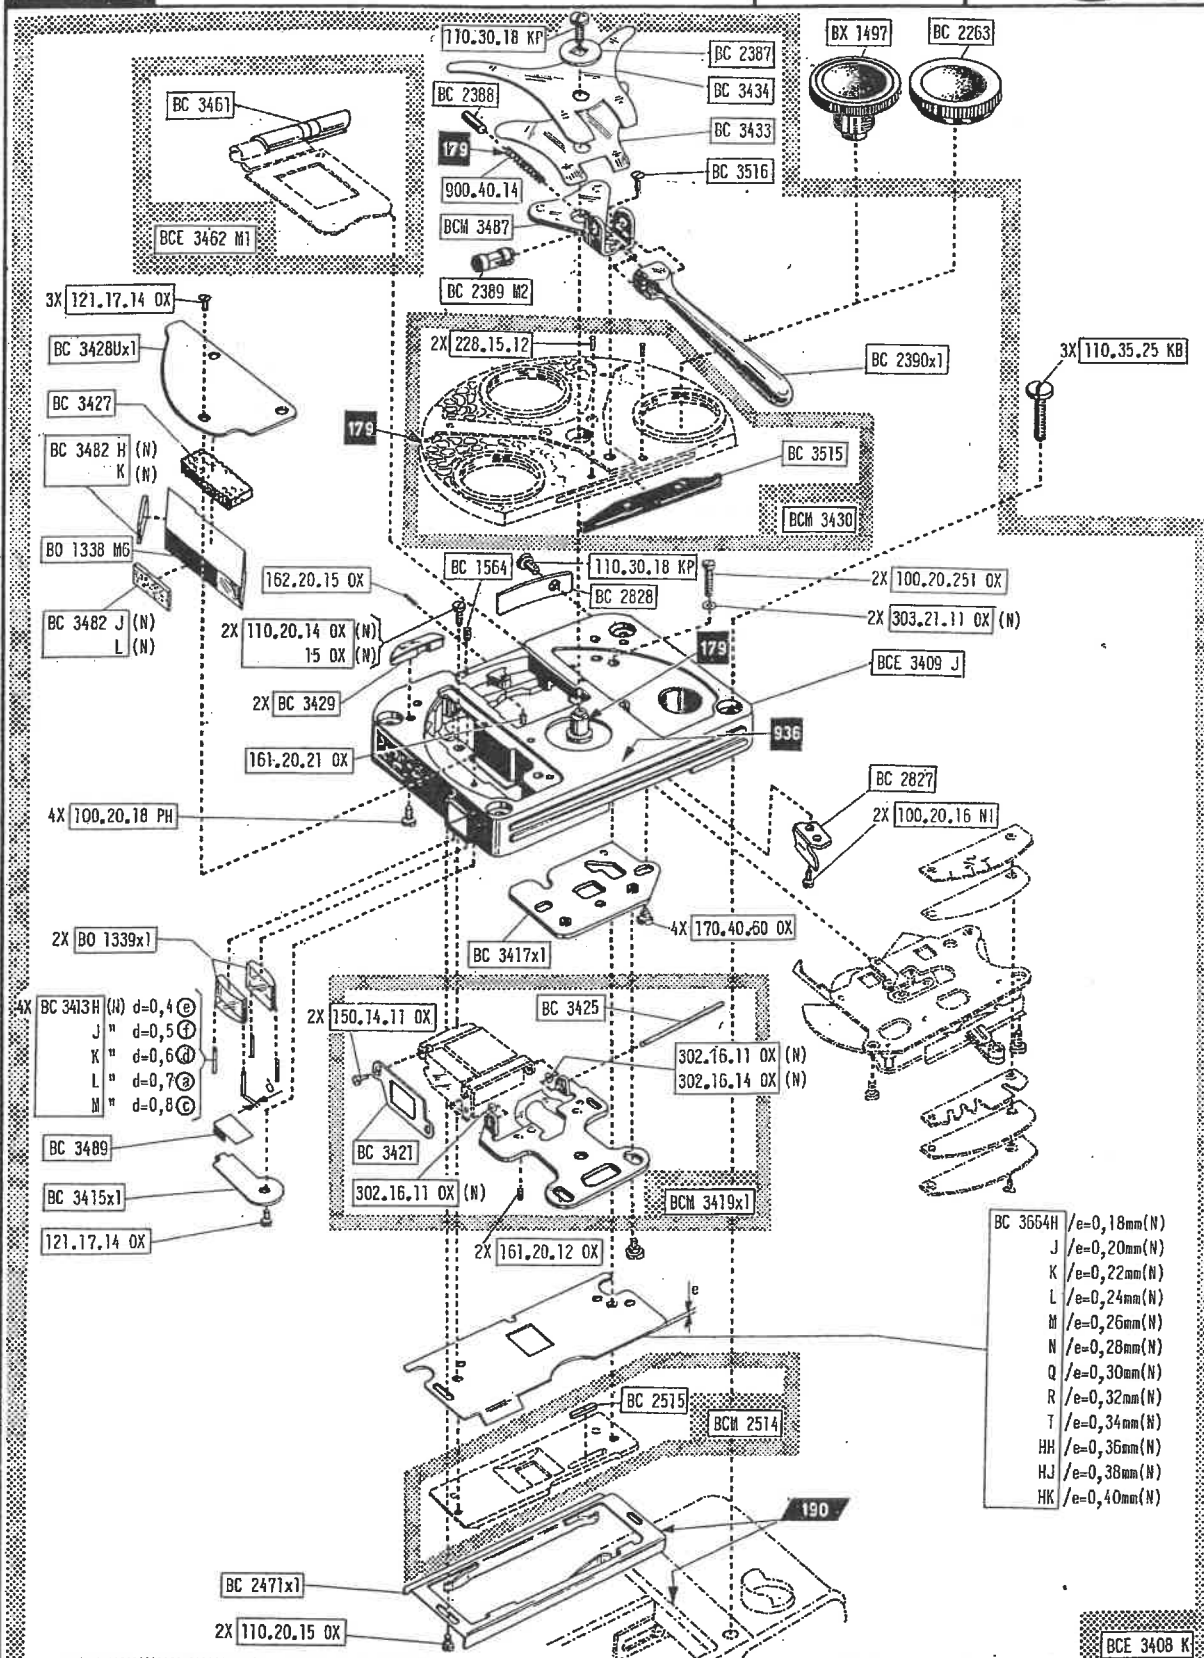 110.30.18 KP
BC 2387
BX 1497
BC 2263
BC 3461
BC 2388
BC 3434
BC 3433
179
900.40.14
BC 3516
BCE 3462 M1
BCM 3487
BC 2389 M2
3X 121.17.14 OX
2X 228.15.12
BC 3428Ux1
BC 2390x1
3X 110.35.25 KB
BC 3427
179
BC 3482 H (N)
K (N)
BC 3515
BCM 3430
BO 1338 M6
BC 1564
110.30.18 KP
162.20.15 OX
2X 100.20.251 OX
BC 2828
BC 3482 J (N)
L (N)
2X 110.20.14 OX (N)
15 OX (N)
2X 303.21.11 OX (N)
179
BCE 3409 J
2X BC 3429
936
161.20.21 OX
BC 2827
4X 100.20.18 PH
2X 100.20.16 NI
4X 170.40.60 OX
BC 3417x1
2X BO 1339x1
4X BC 3413H (N) d=0,4 e
J " d=0,5 f
K " d=0,6 d
L " d=0,7 a
M " d=0,8 c
2X 150.14.11 OX
BC 3425
302.16.11 OX (N)
302.16.14 OX (N)
BC 3489
BC 3421
BC 3415x1
302.16.11 OX (N)
BCM 3419x1
121.17.14 OX
2X 161.20.12 OX
BC 3664H /e=0,18mm(N)
J /e=0,20mm(N)
K /e=0,22mm(N)
L /e=0,24mm(N)
M /e=0,26mm(N)
N /e=0,28mm(N)
Q /e=0,30mm(N)
R /e=0,32mm(N)
T /e=0,34mm(N)
HH /e=0,36mm(N)
HJ /e=0,38mm(N)
HK /e=0,40mm(N)
e
BC 2515
BCM 2514
190
BC 2471x1
2X 110.20.15 OX
BCE 3408 K